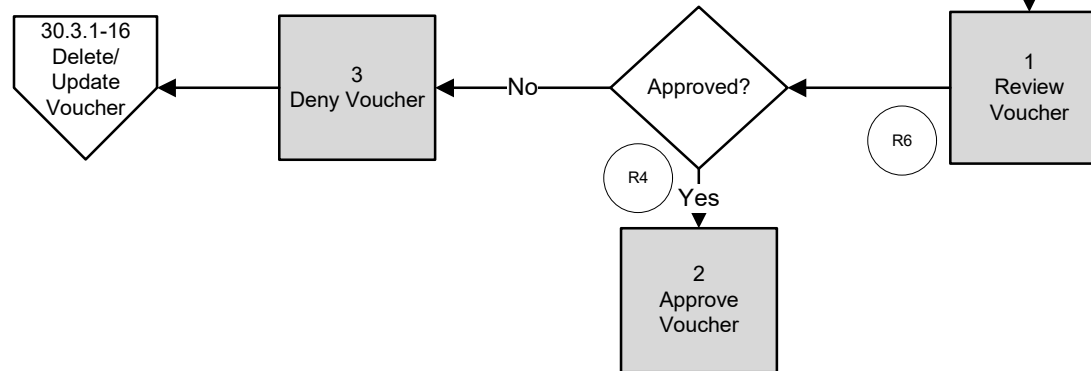 30.3.1-16
Delete/
Update
Voucher
3
Deny Voucher
No
Approved?
1
Review
Voucher
R6
R4
Yes
2
Approve
Voucher